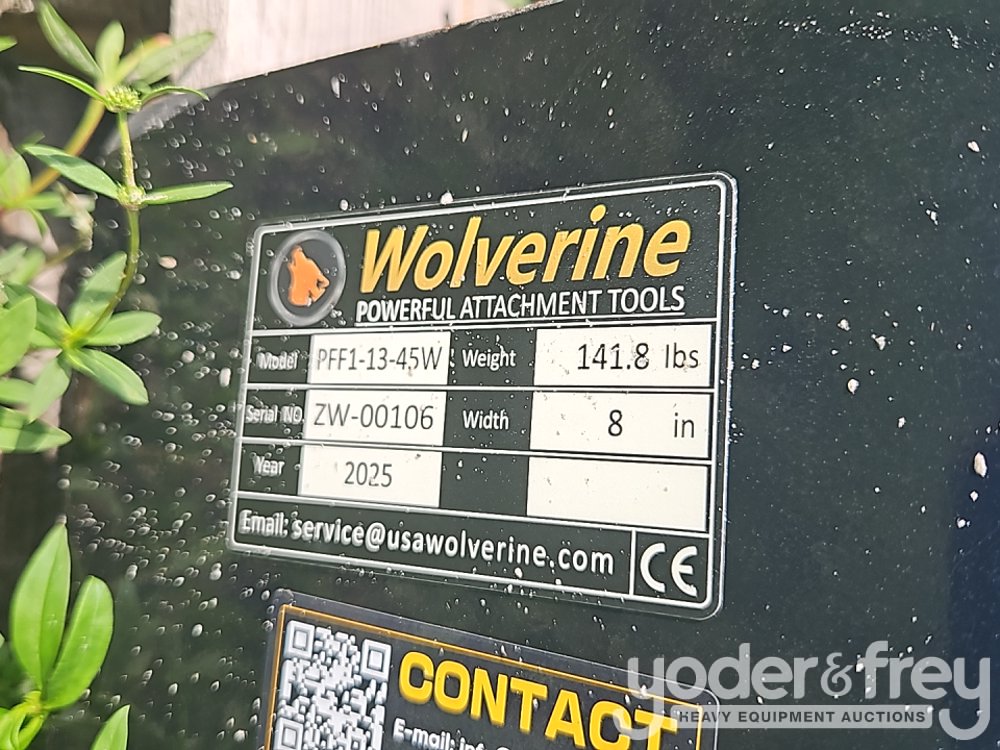 Wolverine
POWERFUL ATTACHMENT TOOLS
Model PFF1-13-45W Weight 141.8 lbs
Serial NO. ZW-00106 Width 8 in
Year 2025
Email: service@usawolverine.com CE
CONTACT
E-mail:
yoder&frey
HEAVY EQUIPMENT AUCTIONS